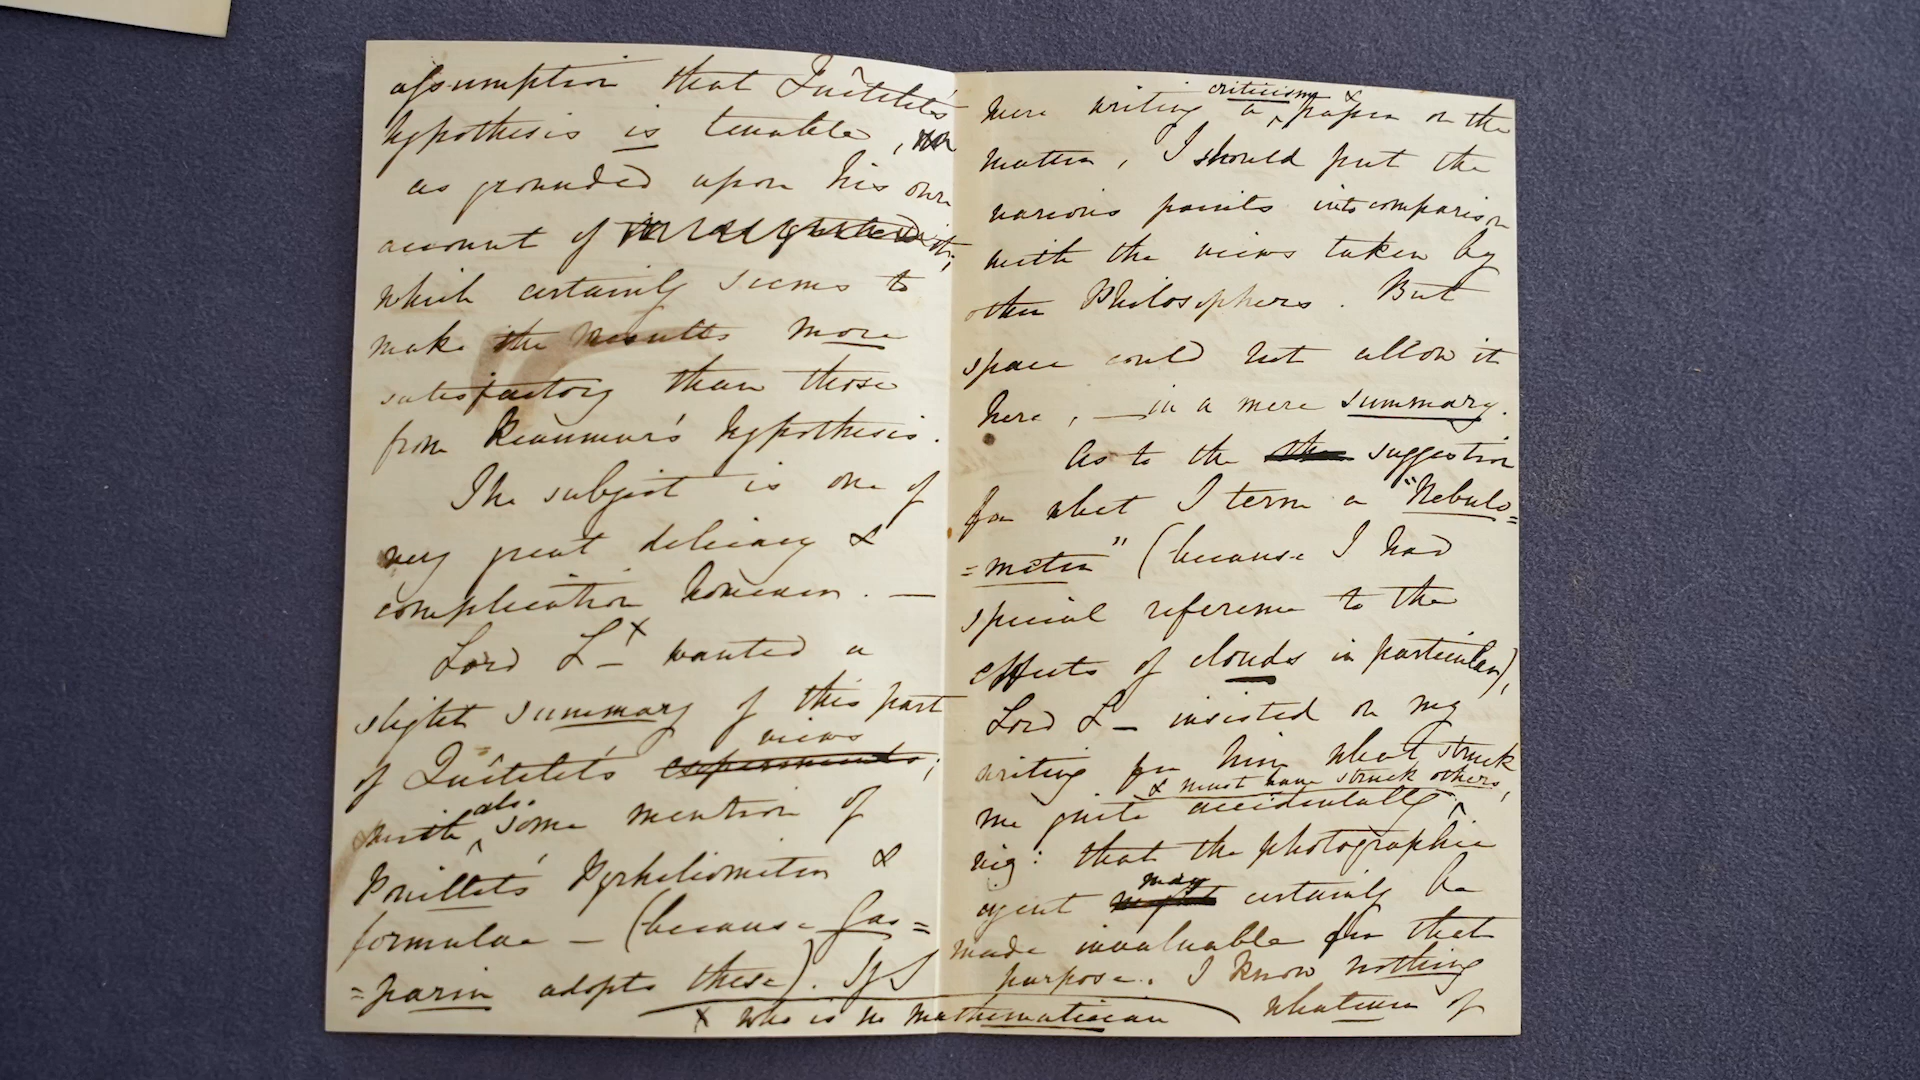 assumption that Quêtelêt's
hypothesis is tenable,
as grounded upon his own
account of it;
which certainly seems to
make the results more
satisfactory than those
from Reaumur's hypothesis.
The subject is one of
very great delicacy &
complication however. —
Lord L—x wanted a
slight summary of this part
views
of Quêtelêt's experiments;
also
with some mention of
Pouillet's Pyrheliometer &
formulae — (because Gas=
=parin adopts these). If I
x who is no mathematician
criticism x
were writing a paper on the
matter, I should put the
various points into comparison
with the views taken by
other Philosophers. But
space could not allow it
here, — in a mere summary.
As to the the suggestion
for what I term a "Nebulo=
=meter" (because I had
special reference to the
effects of clouds in particular),
Lord L— insisted on my
writing for him what struck
& must have struck others,
me quite accidentally,
viz: that the photographic
may
agent might certainly be
made invaluable for that
purpose. I know nothing
whatever of